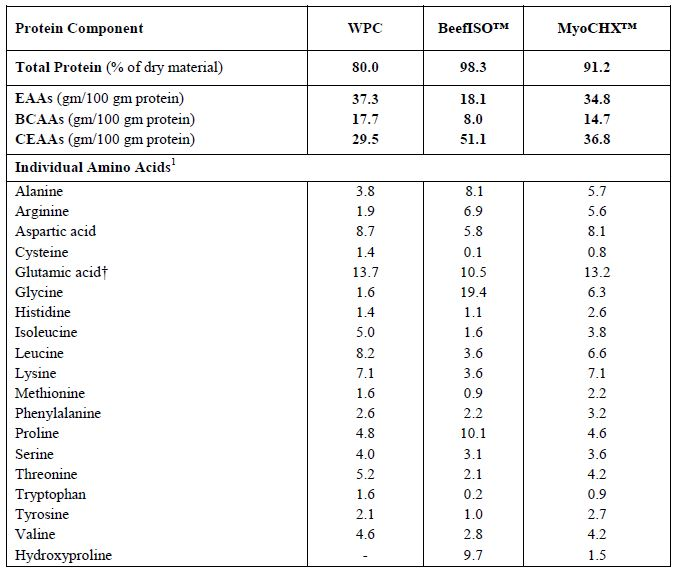 Protein Component WPC BeefISO™ MyoCHX™
Total Protein (% of dry material) 80.0 98.3 91.2
EAAs (gm/100 gm protein) 37.3 18.1 34.8
BCAAs (gm/100 gm protein) 17.7 8.0 14.7
CEAAs (gm/100 gm protein) 29.5 51.1 36.8
Individual Amino Acids1
Alanine 3.8 8.1 5.7
Arginine 1.9 6.9 5.6
Aspartic acid 8.7 5.8 8.1
Cysteine 1.4 0.1 0.8
Glutamic acid† 13.7 10.5 13.2
Glycine 1.6 19.4 6.3
Histidine 1.4 1.1 2.6
Isoleucine 5.0 1.6 3.8
Leucine 8.2 3.6 6.6
Lysine 7.1 3.6 7.1
Methionine 1.6 0.9 2.2
Phenylalanine 2.6 2.2 3.2
Proline 4.8 10.1 4.6
Serine 4.0 3.1 3.6
Threonine 5.2 2.1 4.2
Tryptophan 1.6 0.2 0.9
Tyrosine 2.1 1.0 2.7
Valine 4.6 2.8 4.2
Hydroxyproline - 9.7 1.5